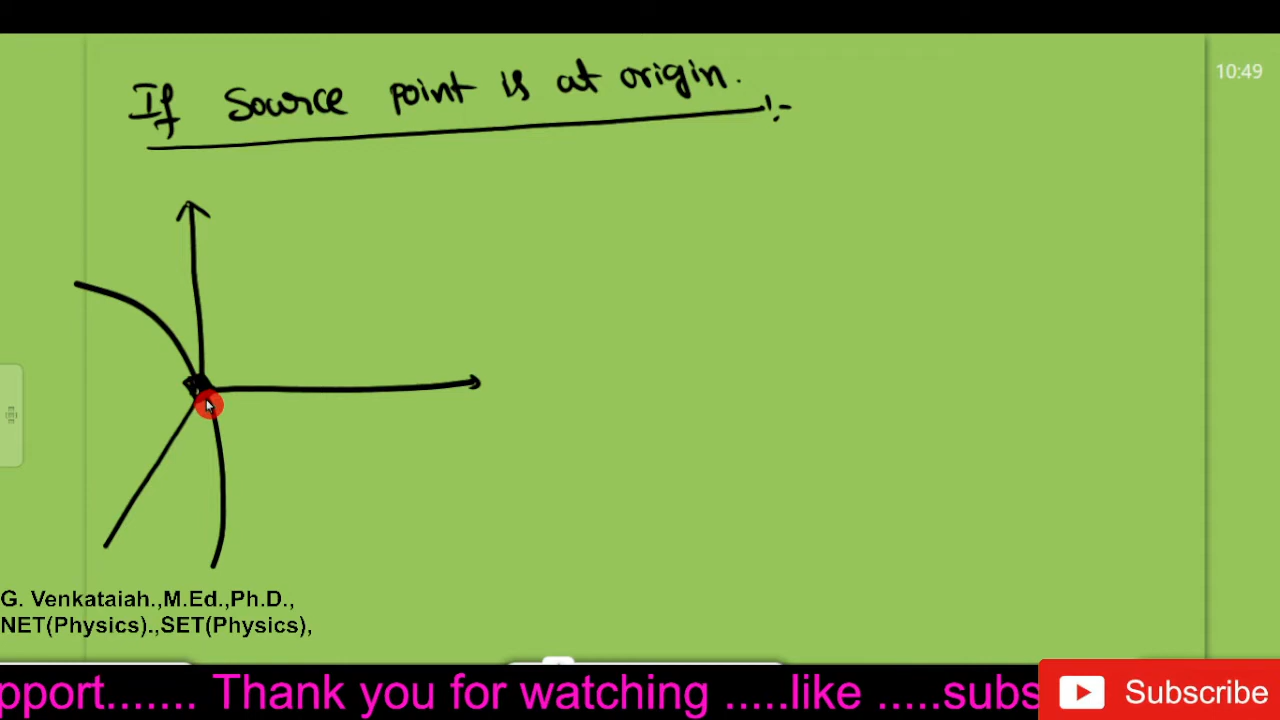 10:49
If Source point is at origin. :-
G. Venkataiah.,M.Ed.,Ph.D.,
NET(Physics).,SET(Physics),
pport....... Thank you for watching .....like .....subs
Subscribe